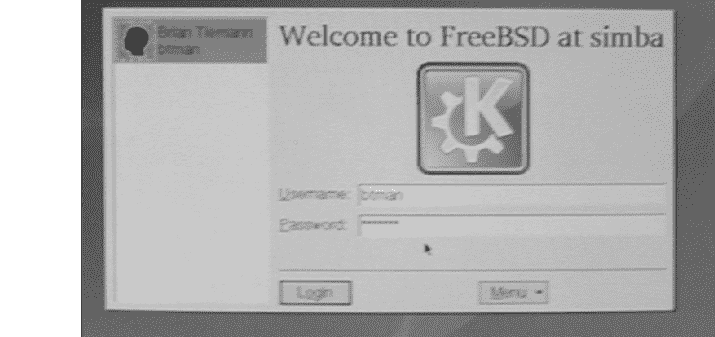 Brian Tiemann
btman
Welcome to FreeBSD at simba
K
Username: btman
Password: ********
Login
Menu